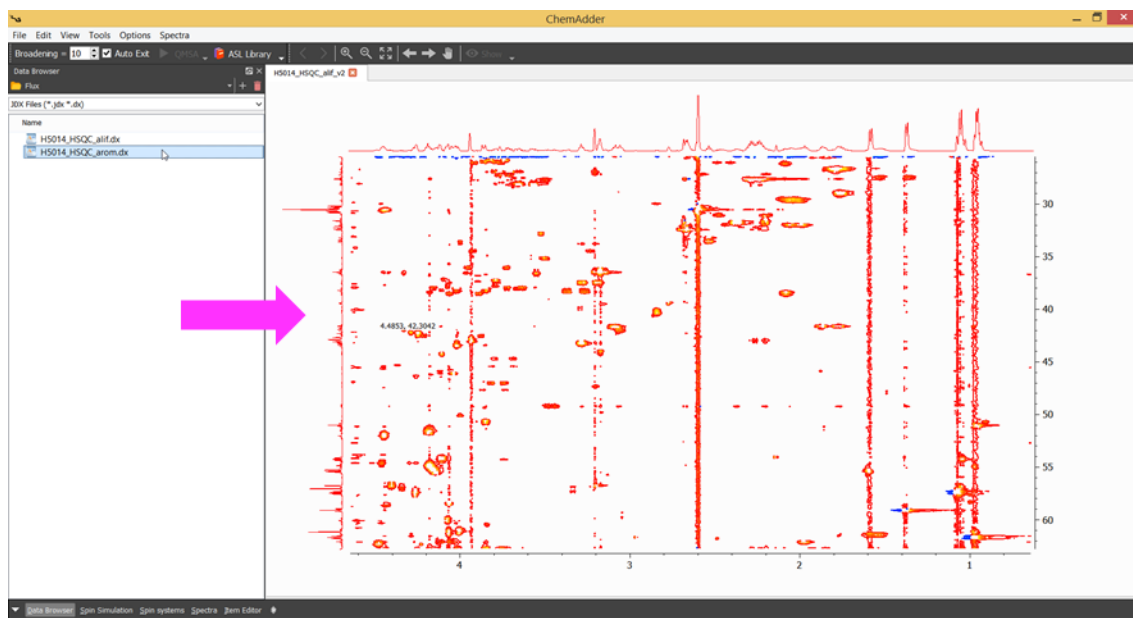 ChemAdder
File Edit View Tools Options Spectra
Broadening = 10 Auto Exit QMSA ASL Library Show
Data Browser
Flux
JDX Files (*.jdx *.dx)
Name
H5014_HSQC_alif.dx
H5014_HSQC_arom.dx
H5014_HSQC_alif_v2
30
35
40
4.4853, 42.3042
45
50
55
60
4 3 2 1
Data Browser Spin Simulation Spin systems Spectra Item Editor